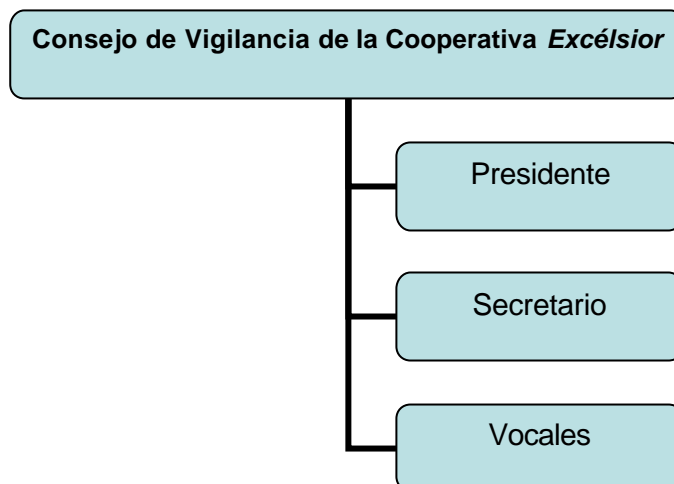 Consejo de Vigilancia de la Cooperativa Excélsior
Presidente
Secretario
Vocales